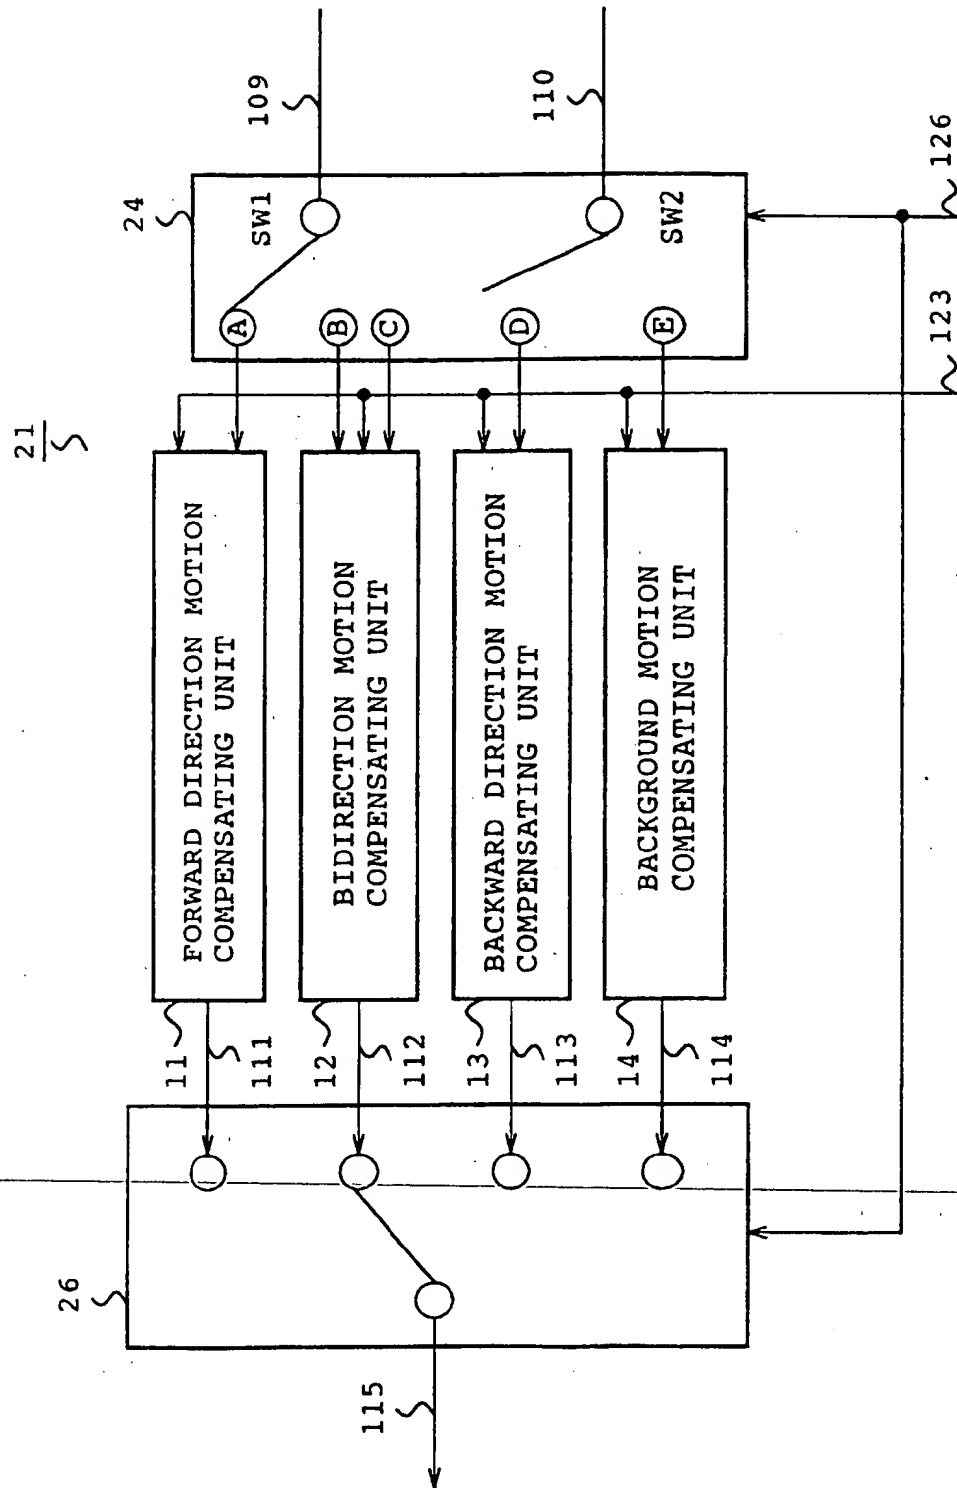 21
24
SW1
SW2
109
110
A
B
C
D
E
123
126
FORWARD DIRECTION MOTION
COMPENSATING UNIT
BIDIRECTION MOTION
COMPENSATING UNIT
BACKWARD DIRECTION MOTION
COMPENSATING UNIT
BACKGROUND MOTION
COMPENSATING UNIT
11
111
12
112
13
113
14
114
26
115